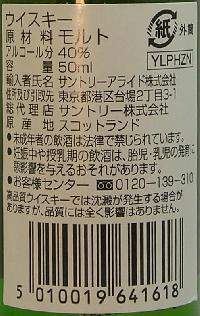 ウイスキー
原材料 モルト
アルコール分 40%
容量 50ml
紙 外筒
YLPHZN
輸入者氏名 サントリーアライド株式会社
住所及び引取先 東京都港区台場2丁目3-1
総代理店 サントリー株式会社
原産地 スコットランド
●未成年者の飲酒は法律で禁じられています。
●妊娠中や授乳期の飲酒は、胎児・乳児の発育に
悪影響を与えるおそれがあります。
●お客様センター 0120-139-310
高品質ウイスキーでは沈澱が発生する場合が
ありますが、品質には全く影響はありません。
5 010019 641618